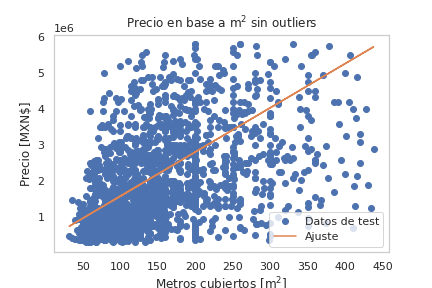 Precio en base a m² sin outliers
1e6
6
5
4
3
2
1
Precio [MXN$]
50 100 150 200 250 300 350 400 450
Metros cubiertos [m²]
Datos de test
Ajuste